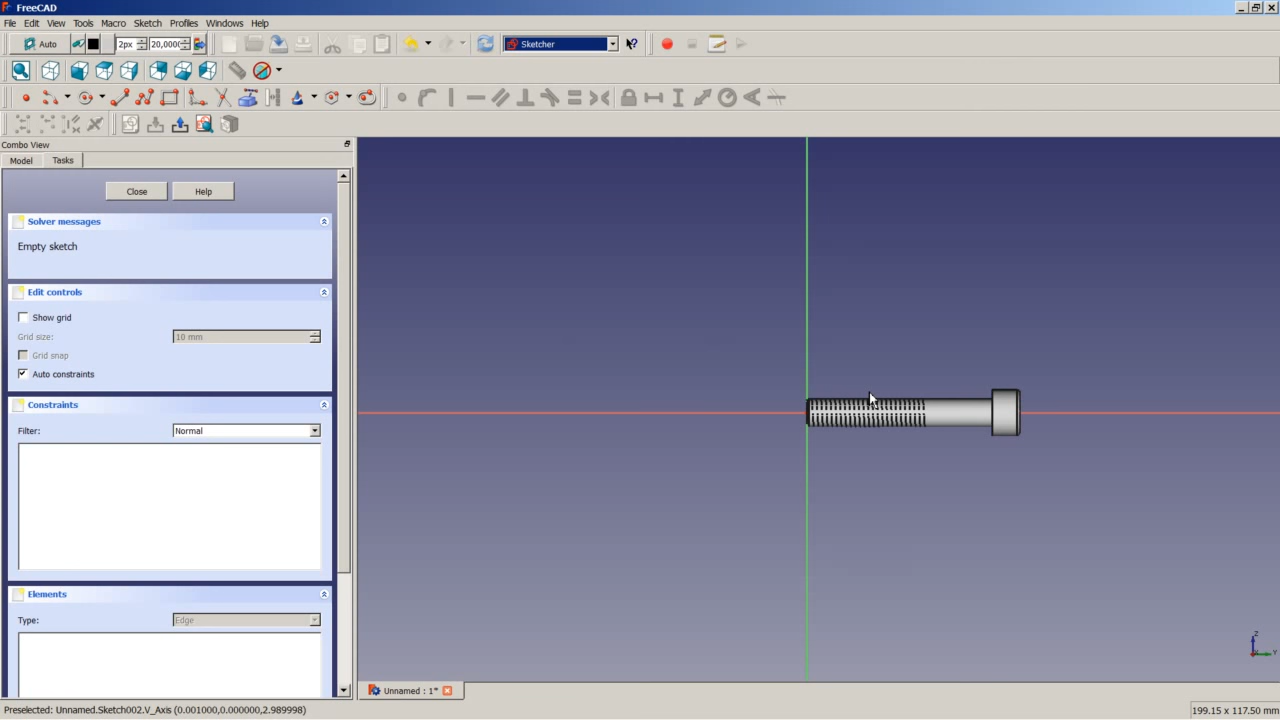 FreeCAD
File Edit View Tools Macro Sketch Profiles Windows Help
Auto 2px 20,000 Sketcher
Combo View
Model Tasks
Close Help
Solver messages
Empty sketch
Edit controls
Show grid
Grid size: 10 mm
Grid snap
Auto constraints
Constraints
Filter: Normal
Elements
Type: Edge
Z
Y
Unnamed : 1*
Preselected: Unnamed.Sketch002.V_Axis (0.001000,0.000000,2.989998)
199.15 x 117.50 mm